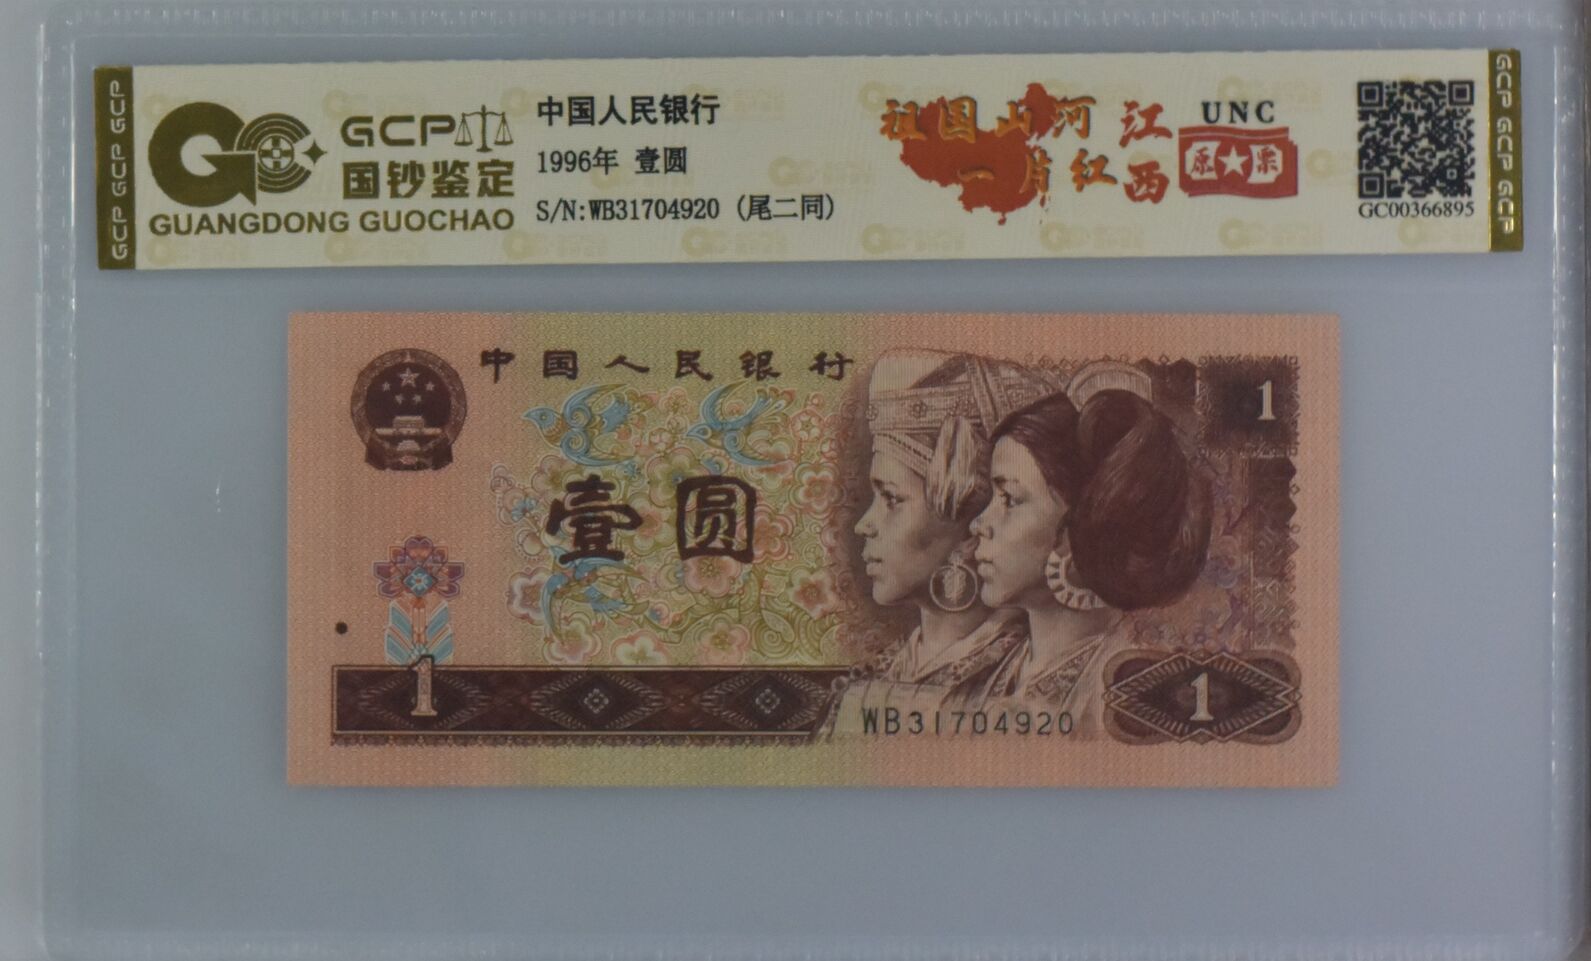 GCP GCP GCP
GCP
国钞鉴定
GUANGDONG GUOCHAO
中国人民银行
1996年 壹圆
S/N:WB31704920 (尾二同)
祖国山河
一片红
江西
UNC
原★票
GC00366895
GCP GCP GCP
中国人民银行
1
壹圆
1
WB31704920
1